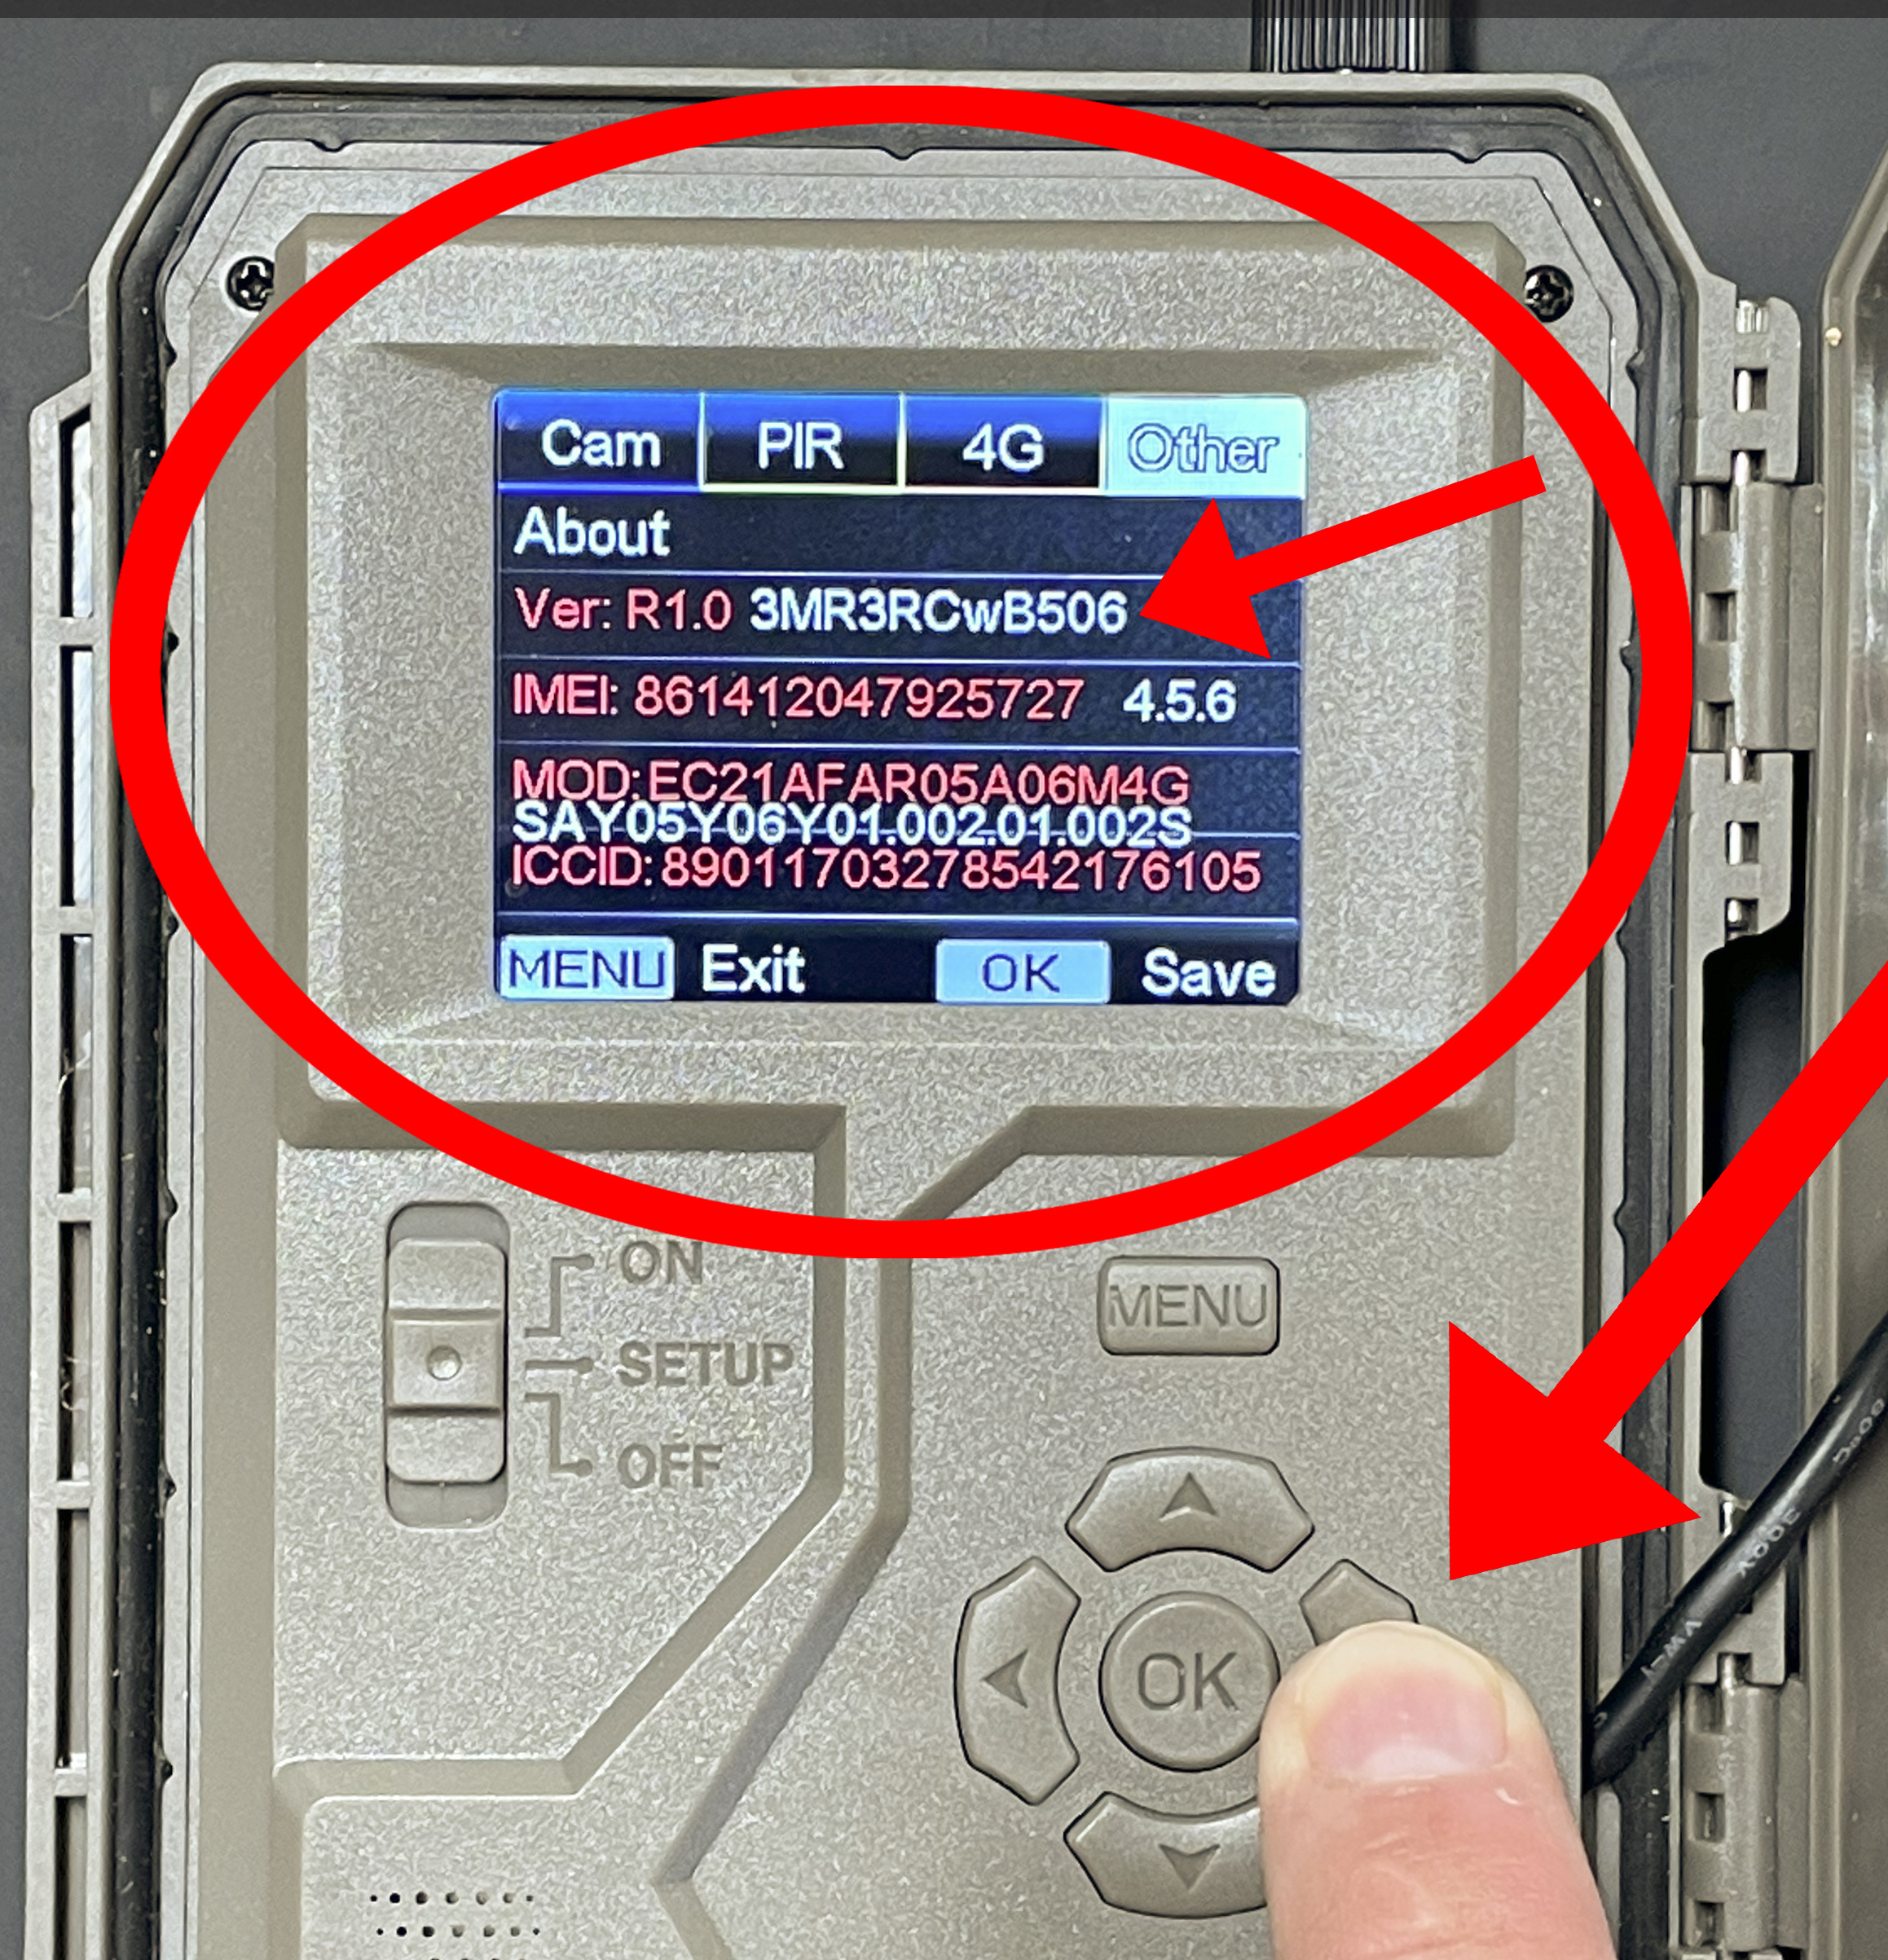 Cam PIR 4G Other
About
Ver: R1.0 3MR3RCwB506
IMEI: 861412047925727 4.5.6
MOD:EC21AFAR05A06M4G
SAY05Y06Y01.002.01.002S
ICCID:89011703278542176105
MENU Exit OK Save
ON
SETUP
OFF
MENU
OK